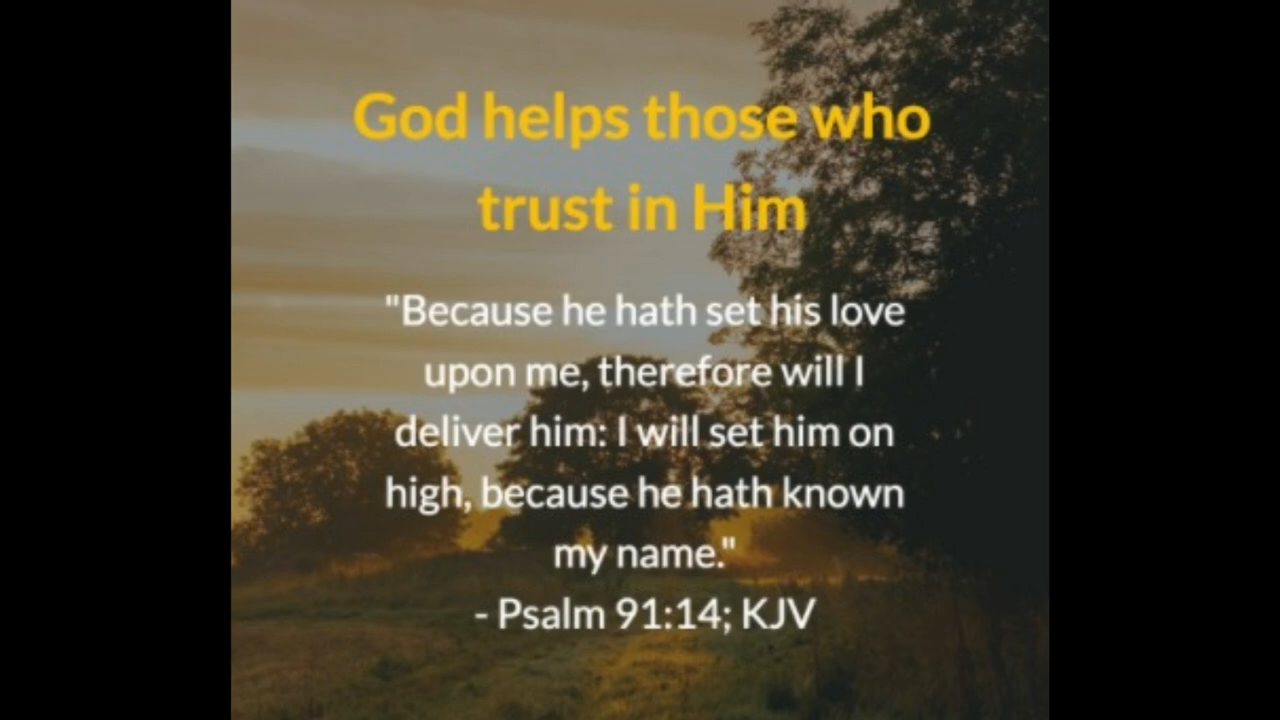 God helps those who
trust in Him
"Because he hath set his love
upon me, therefore will I
deliver him: I will set him on
high, because he hath known
my name."
- Psalm 91:14; KJV